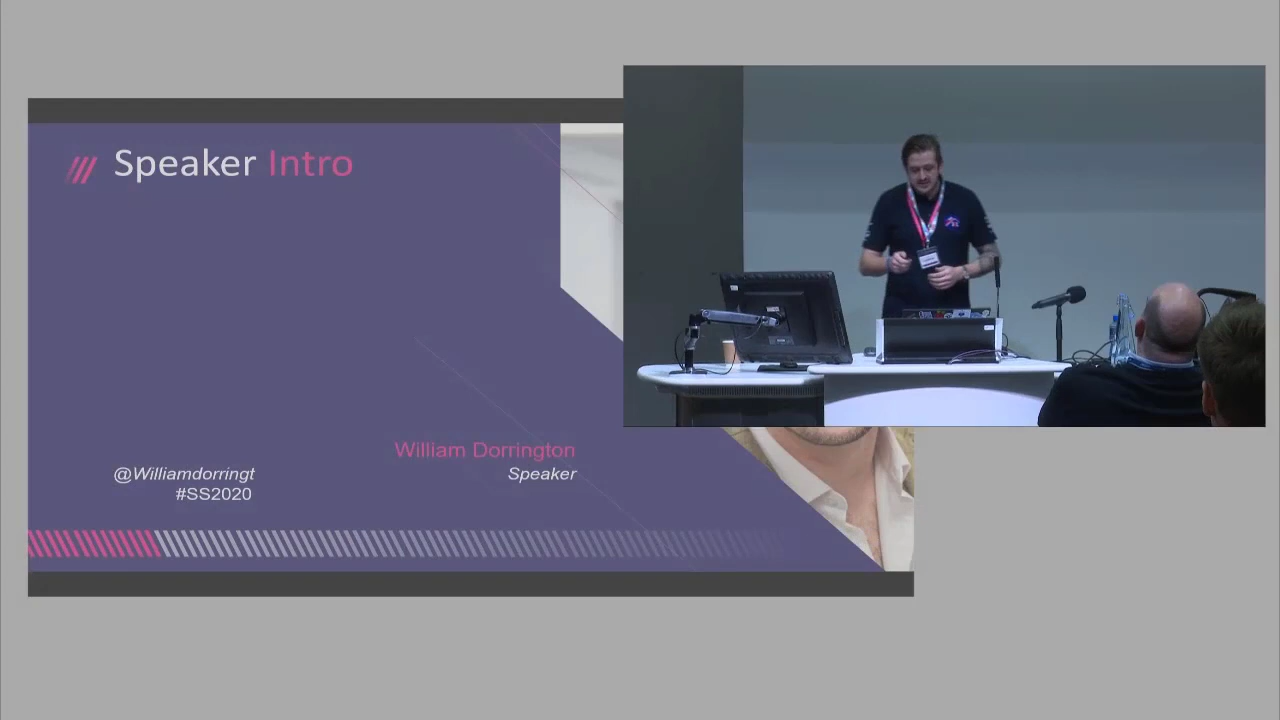 Speaker Intro
William Dorrington
@Williamdorringt
Speaker
#SS2020